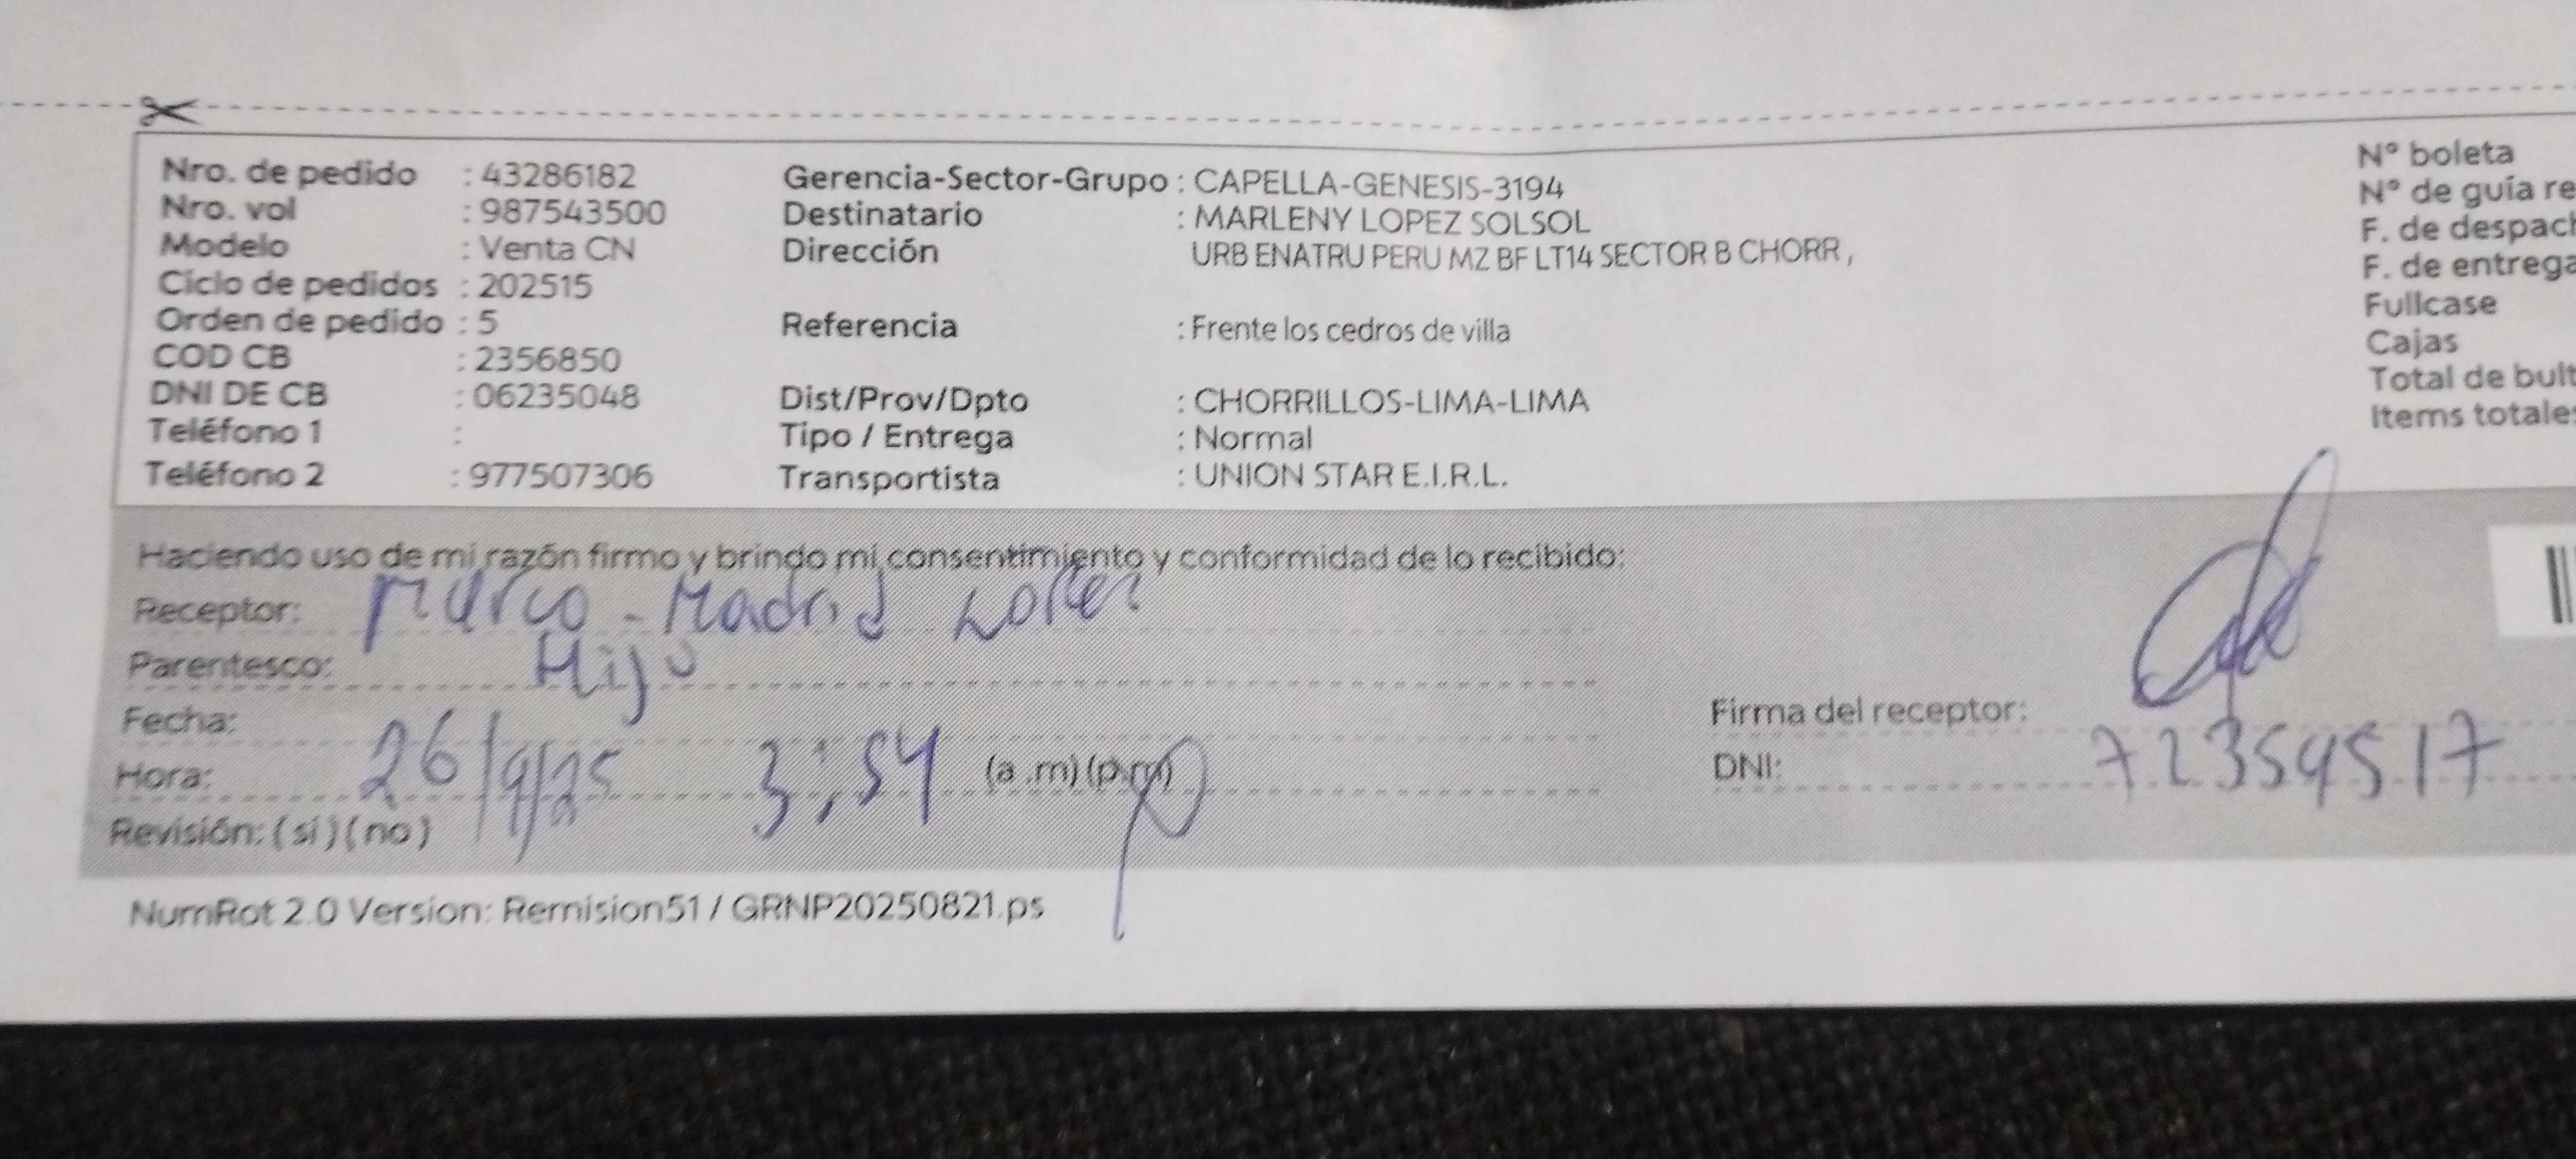 Nro. de pedido : 43286182
Nro. vol : 987543500
Modelo : Venta CN
Ciclo de pedidos : 202515
Orden de pedido : 5
COD CB : 2356850
DNI DE CB : 06235048
Teléfono 1 :
Teléfono 2 : 977507306
Gerencia-Sector-Grupo : CAPELLA-GENESIS-3194
Destinatario : MARLENY LOPEZ SOLSOL
Dirección URB ENATRU PERU MZ BF LT14 SECTOR B CHORR ,
Referencia : Frente los cedros de villa
Dist/Prov/Dpto : CHORRILLOS-LIMA-LIMA
Tipo / Entrega : Normal
Transportista : UNION STAR E.I.R.L.
N° boleta
N° de guía re
F. de despach
F. de entrega
Fullcase
Cajas
Total de bult
Items totales
Haciendo uso de mi razón firmo y brindo mi consentimiento y conformidad de lo recibido:
Receptor: Marco - Madrid Lopez
Parentesco: Hijo
Fecha:
Hora: 26/9/25 3:54 (a.m) (p.m)
Revisión: ( sí ) ( no )
Firma del receptor:
DNI: 72354517
NumRot 2.0 Version: Remision51 / GRNP20250821.ps